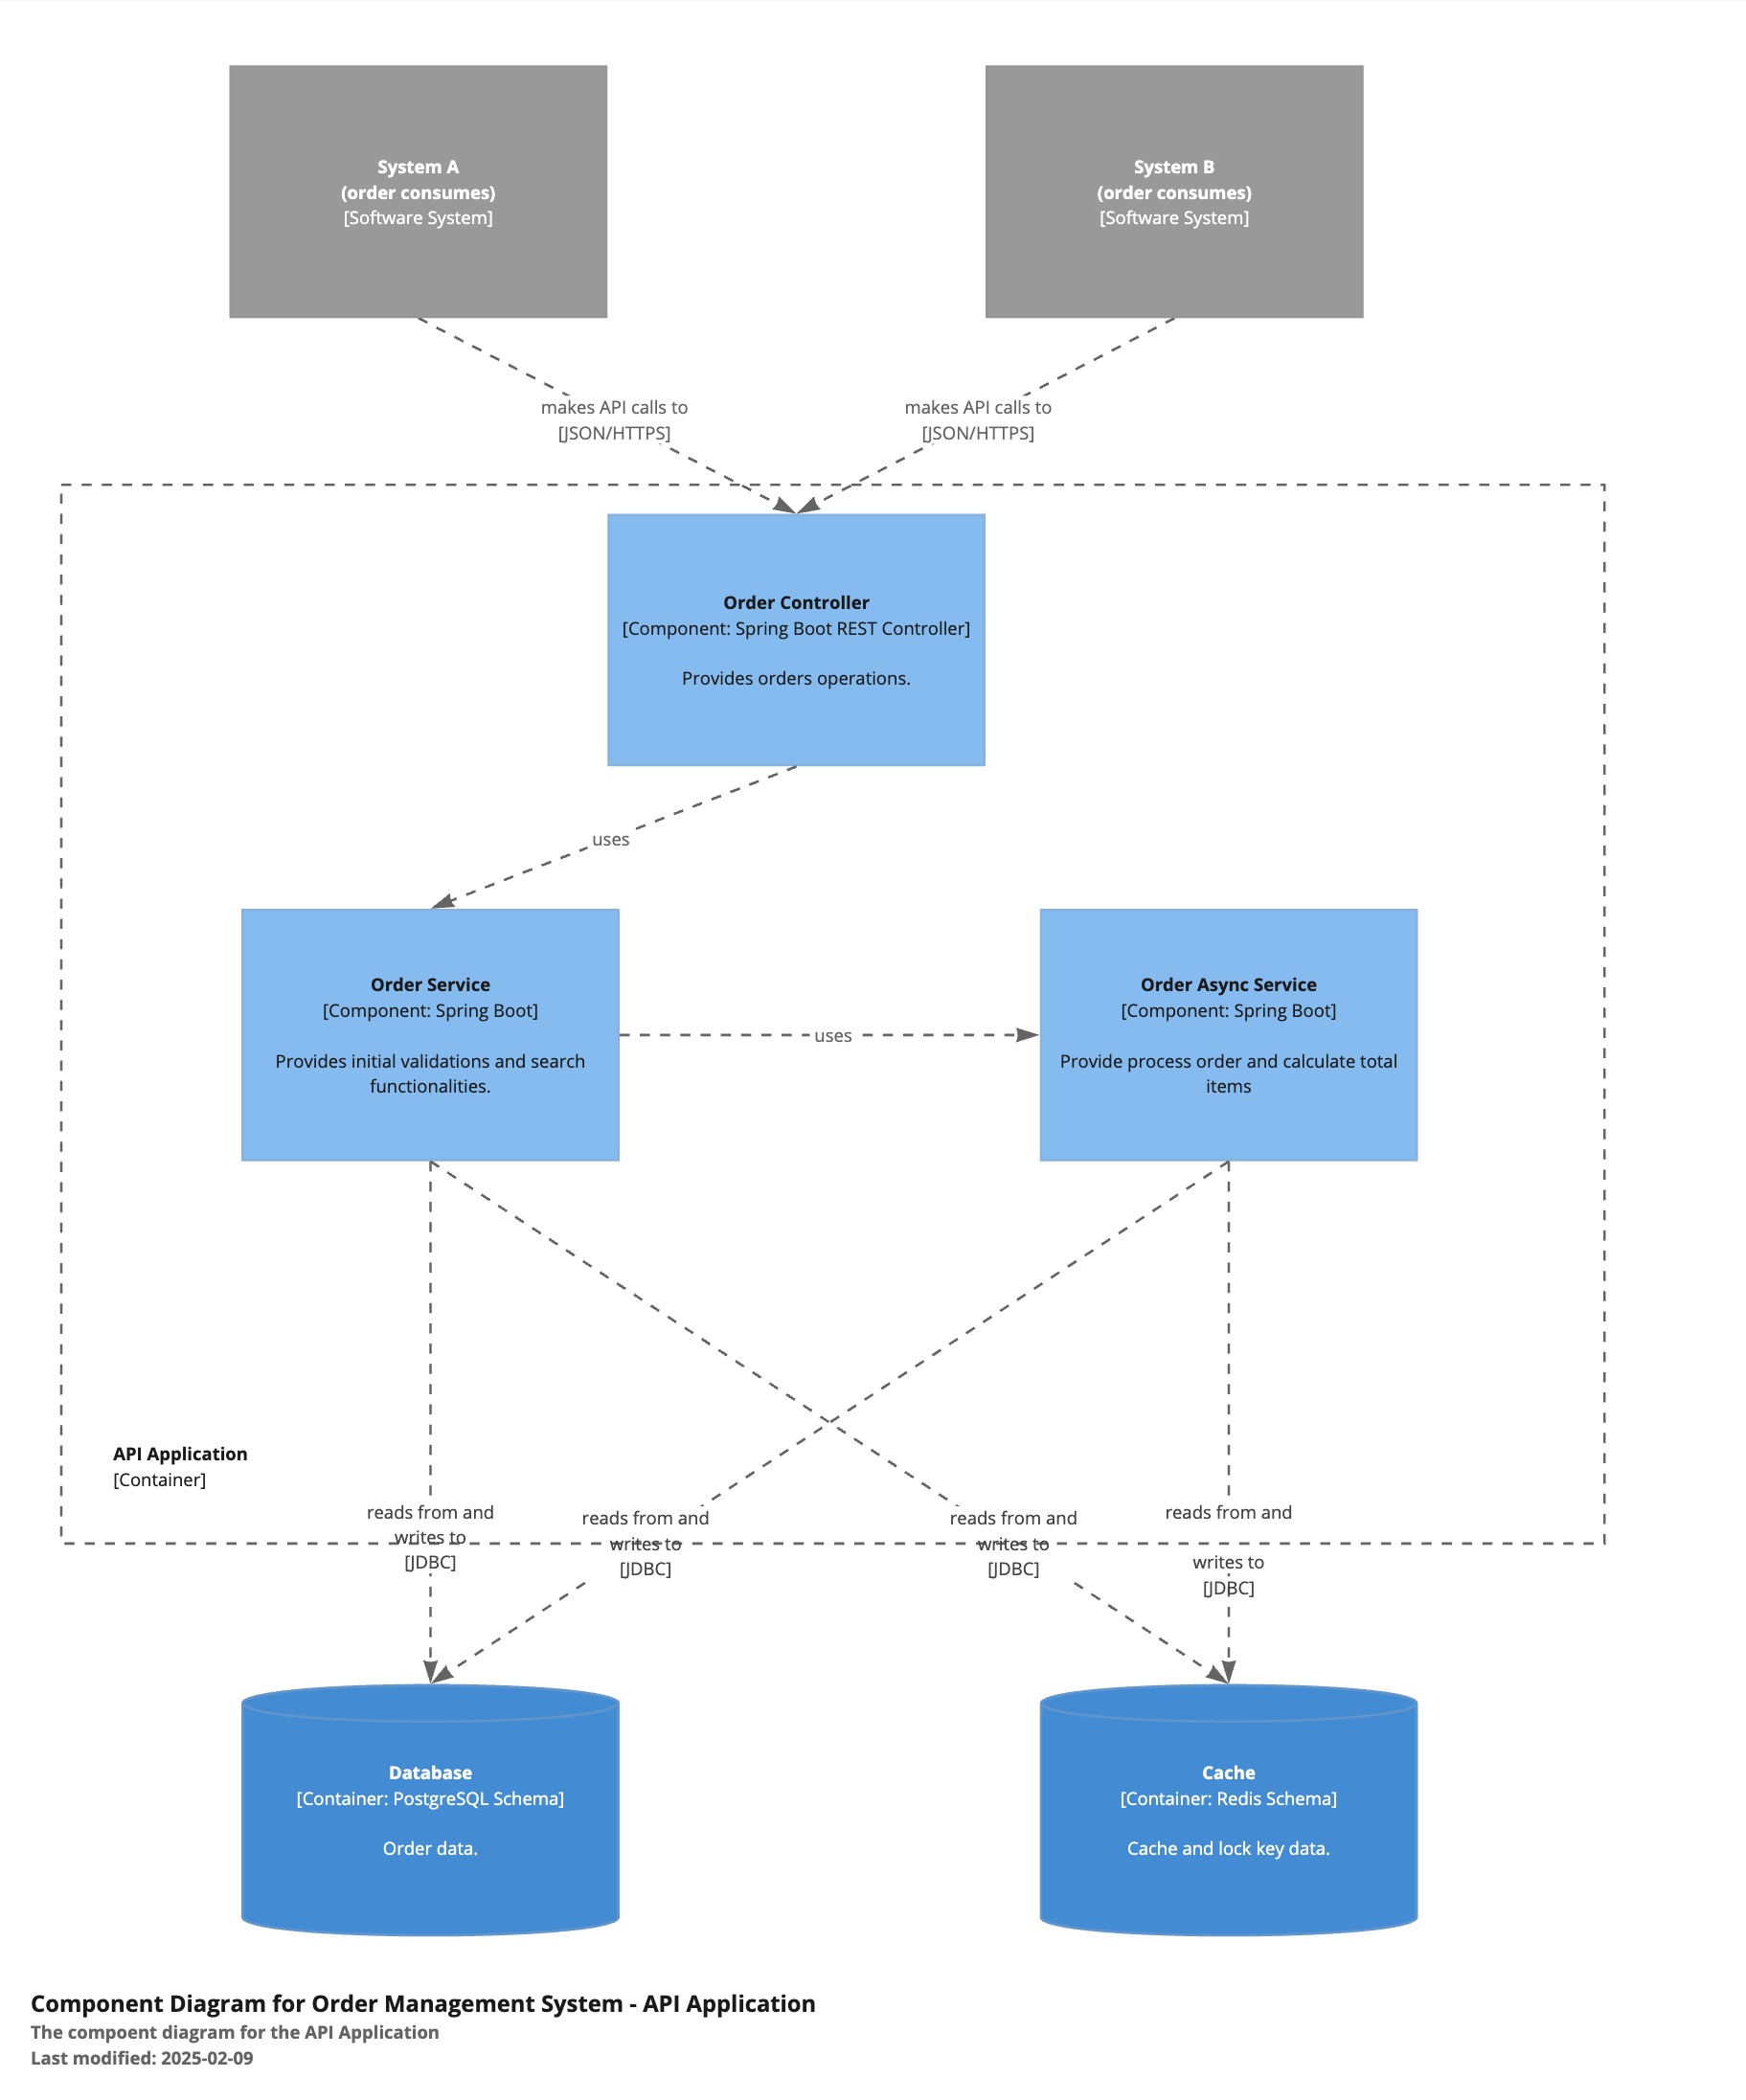 System A
(order consumes)
[Software System]
System B
(order consumes)
[Software System]
makes API calls to
[JSON/HTTPS]
makes API calls to
[JSON/HTTPS]
Order Controller
[Component: Spring Boot REST Controller]
Provides orders operations.
uses
Order Service
[Component: Spring Boot]
Provides initial validations and search
functionalities.
uses
Order Async Service
[Component: Spring Boot]
Provide process order and calculate total
items
API Application
[Container]
reads from and
writes to
[JDBC]
reads from and
writes to
[JDBC]
reads from and
writes to
[JDBC]
reads from and
writes to
[JDBC]
Database
[Container: PostgreSQL Schema]
Order data.
Cache
[Container: Redis Schema]
Cache and lock key data.
Component Diagram for Order Management System - API Application
The compoent diagram for the API Application
Last modified: 2025-02-09